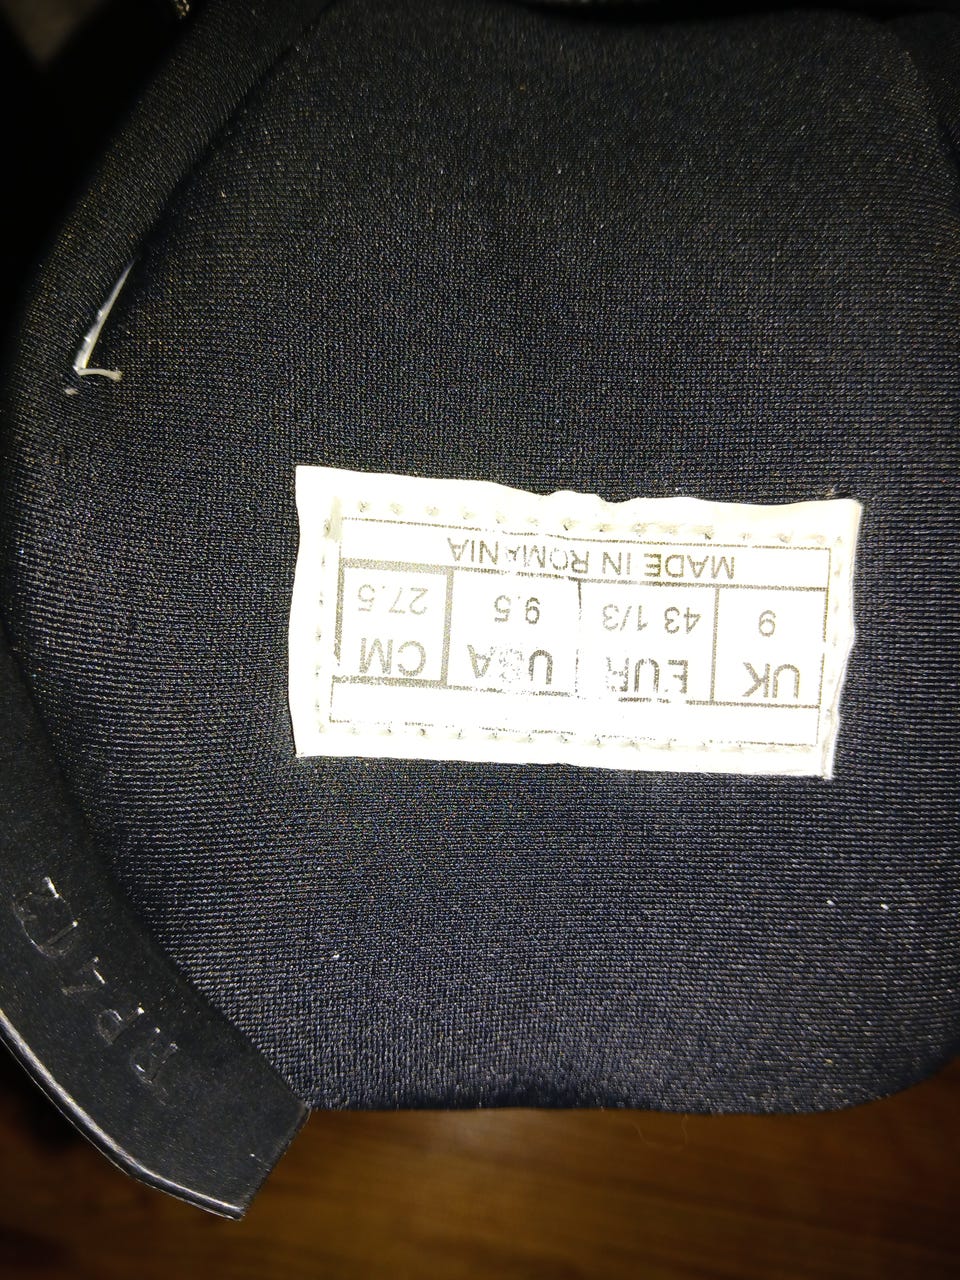 UK EUR USA CM
9 43 1/3 9.5 27.5
MADE IN ROMANIA